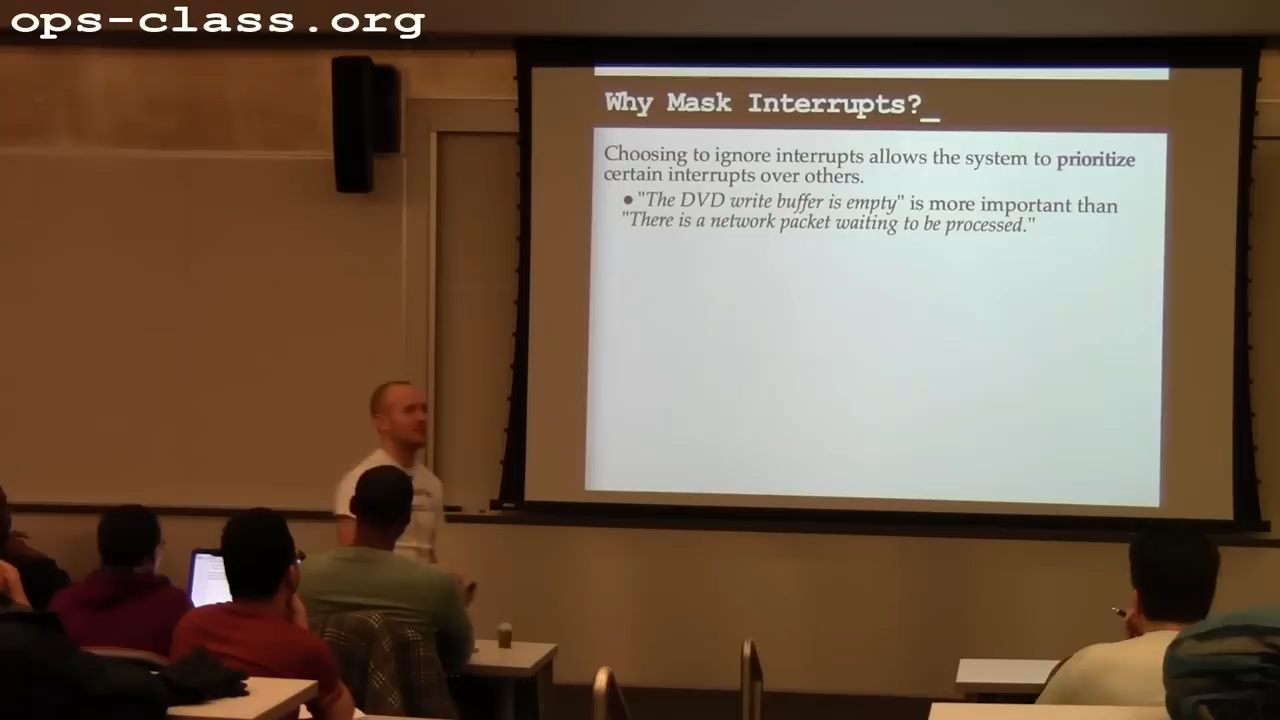 ops-class.org
Why Mask Interrupts?_
Choosing to ignore interrupts allows the system to prioritize
certain interrupts over others.
● "The DVD write buffer is empty" is more important than
"There is a network packet waiting to be processed."